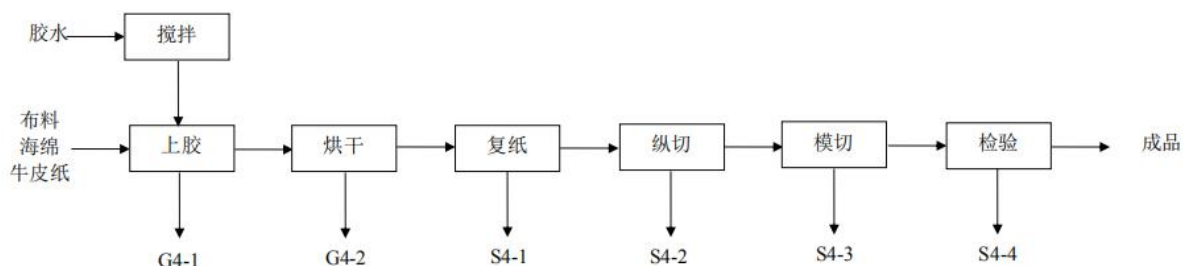 胶水
搅拌
布料
海绵
牛皮纸
上胶
烘干
复纸
纵切
模切
检验
成品
G4-1
G4-2
S4-1
S4-2
S4-3
S4-4